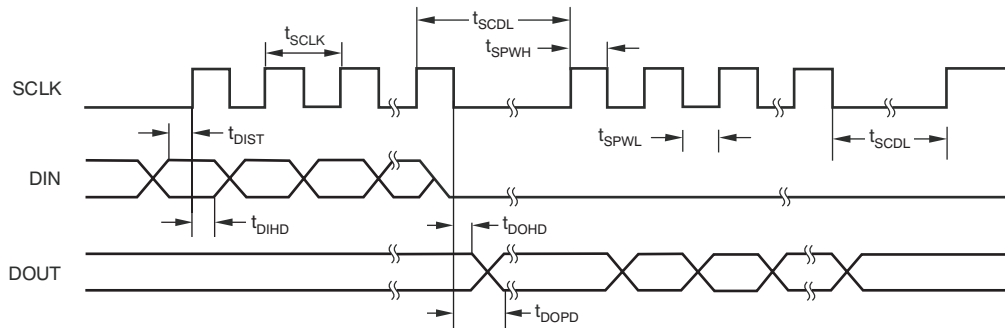 tSCDL
tSCLK
tSPWH
SCLK
tDIST
tSPWL
tSCDL
DIN
tDIHD
tDOHD
DOUT
tDOPD